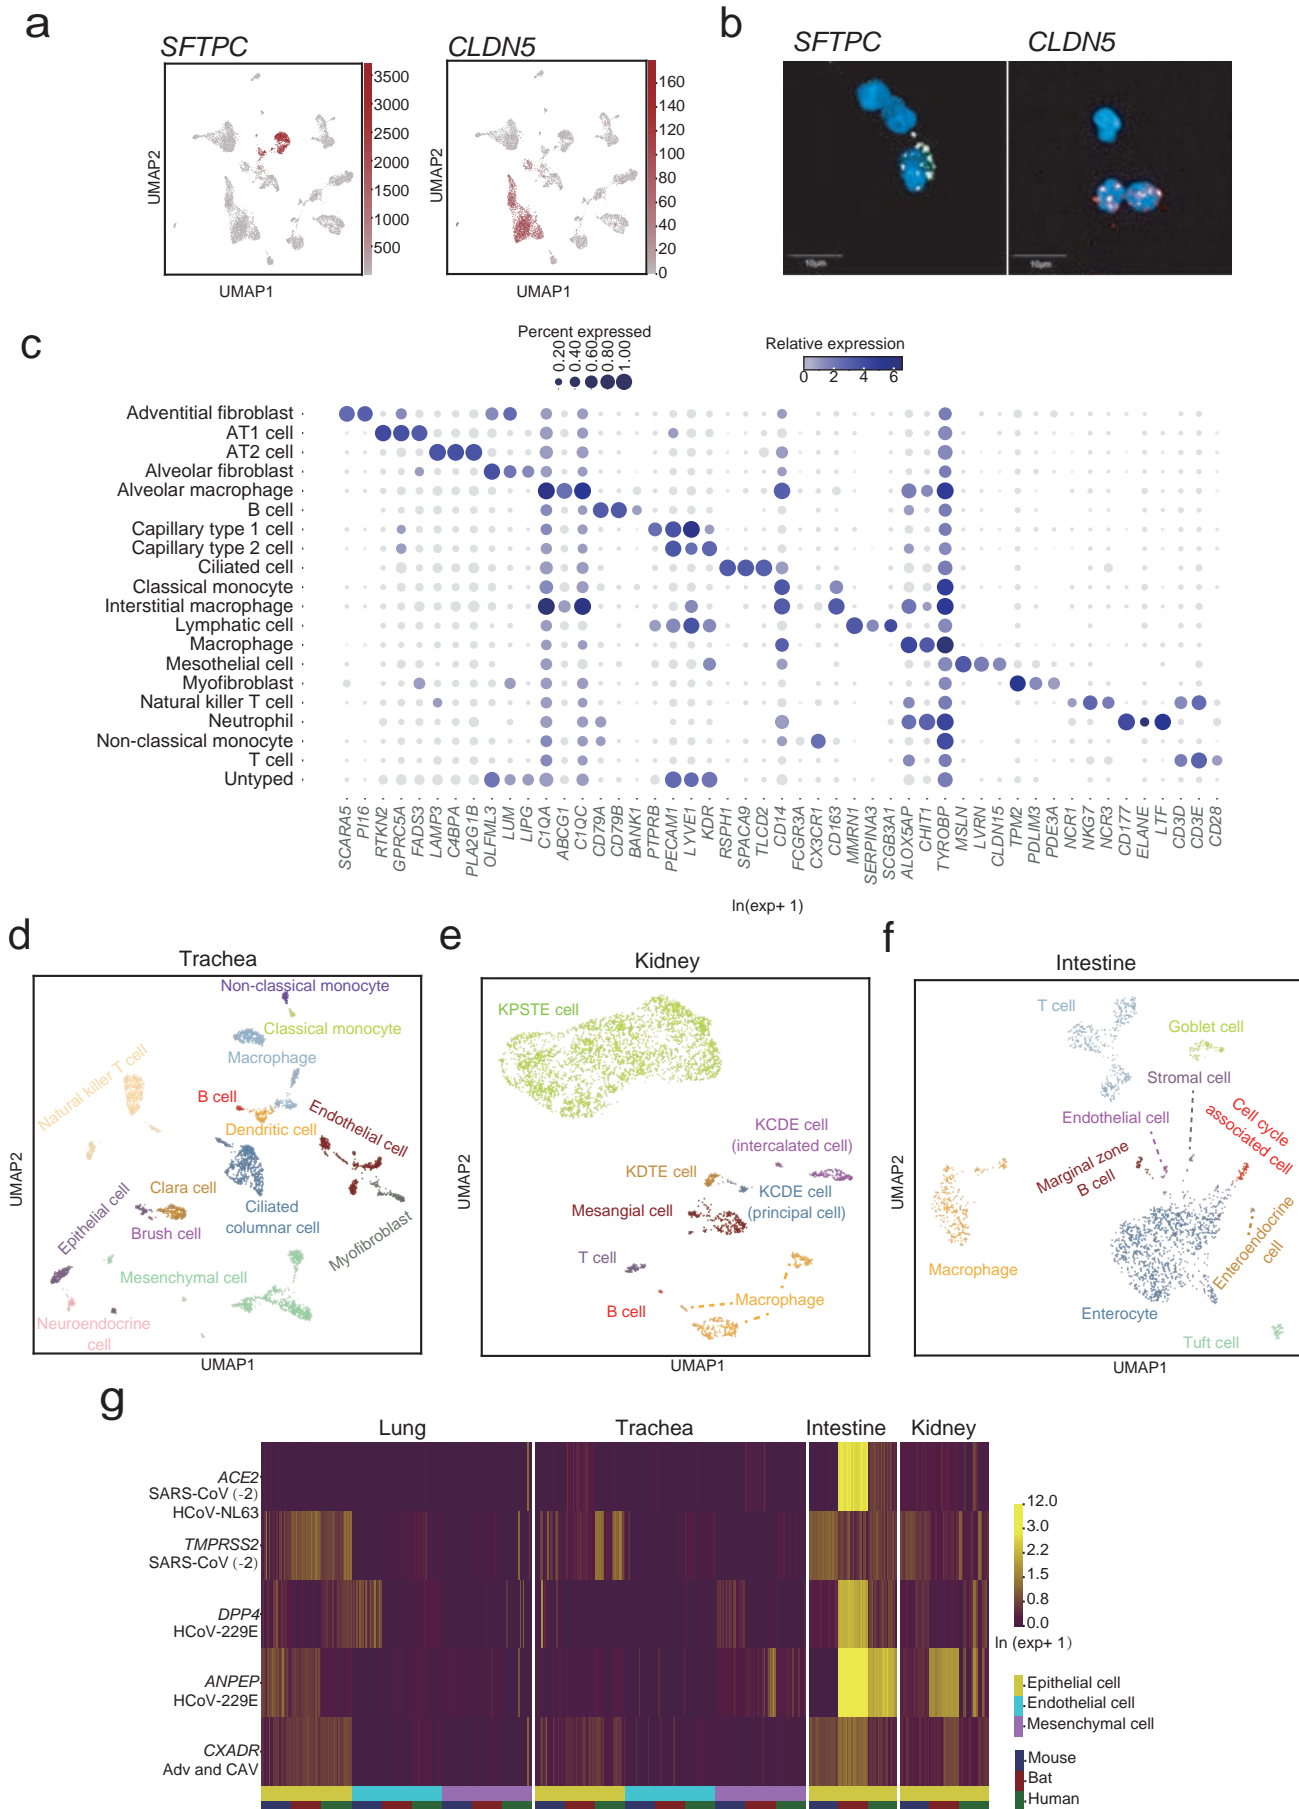 a
SFTPC
CLDN5
3500
3000
2500
2000
1500
1000
500
160
140
120
100
80
60
40
20
0
UMAP2
UMAP1
UMAP1
b
SFTPC
CLDN5
10μm
10μm
c
Percent expressed
0.20
0.40
0.60
0.80
1.00
Relative expression
0 2 4 6
Adventitial fibroblast
AT1 cell
AT2 cell
Alveolar fibroblast
Alveolar macrophage
B cell
Capillary type 1 cell
Capillary type 2 cell
Ciliated cell
Classical monocyte
Interstitial macrophage
Lymphatic cell
Macrophage
Mesothelial cell
Myofibroblast
Natural killer T cell
Neutrophil
Non-classical monocyte
T cell
Untyped
SCARA5
PI16
RTKN2
GPRC5A
FADS3
LAMP3
C4BPA
PLA2G1B
OLFML3
LUM
LIPG
C1QA
ABCG1
C1QC
CD79A
CD79B
BANK1
PTPRB
PECAM1
LYVE1
KDR
RSPH1
SPACA9
TLCD2
CD14
FCGR3A
CX3CR1
CD163
MMRN1
SERPINA3
SCGB3A1
ALOX5AP
CHIT1
TYROBP
MSLN
LVRN
CLDN15
TPM2
PDLIM3
PDE3A
NCR1
NKG7
NCR3
CD177
ELANE
LTF
CD3D
CD3E
CD28
ln(exp+ 1)
d
Trachea
Non-classical monocyte
Classical monocyte
Macrophage
Natural killer T cell
B cell
Dendritic cell
Endothelial cell
Clara cell
Epithelial cell
Brush cell
Ciliated
columnar cell
Myofibroblast
Mesenchymal cell
Neuroendocrine
cell
UMAP2
UMAP1
e
Kidney
KPSTE cell
KCDE cell
(intercalated cell)
KDTE cell
KCDE cell
(principal cell)
Mesangial cell
T cell
B cell
Macrophage
UMAP2
UMAP1
f
Intestine
T cell
Goblet cell
Stromal cell
Endothelial cell
Cell cycle
associated cell
Marginal zone
B cell
Macrophage
Enteroendocrine
cell
Enterocyte
Tuft cell
UMAP2
UMAP1
g
Lung
Trachea
Intestine
Kidney
ACE2
SARS-CoV (-2)
HCoV-NL63
TMPRSS2
SARS-CoV (-2)
DPP4
HCoV-229E
ANPEP
HCoV-229E
CXADR
Adv and CAV
12.0
3.0
2.2
1.5
0.8
0.0
ln (exp+ 1)
Epithelial cell
Endothelial cell
Mesenchymal cell
Mouse
Bat
Human